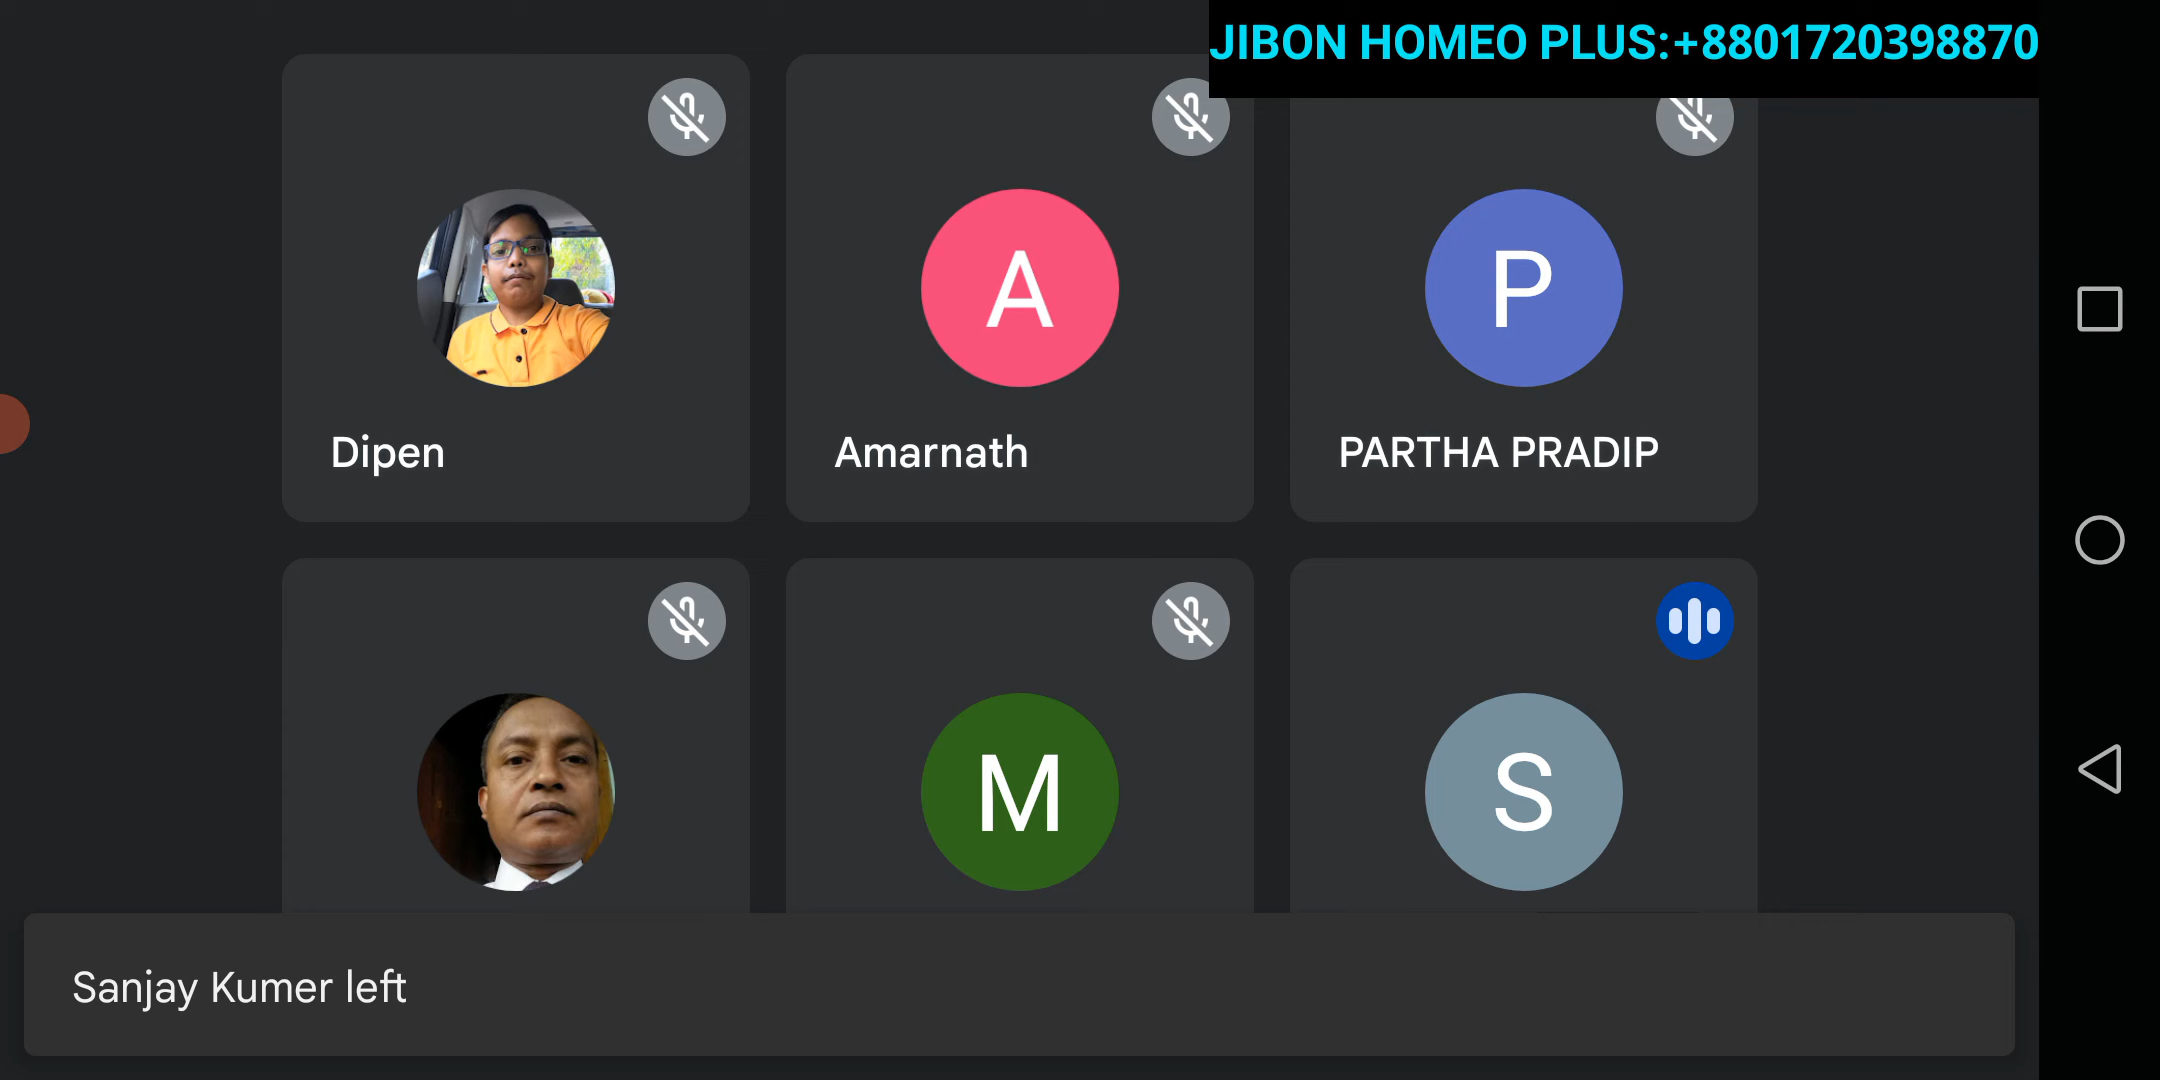 JIBON HOMEO PLUS:+8801720398870
A
P
Dipen
Amarnath
PARTHA PRADIP
M
S
Sanjay Kumer left